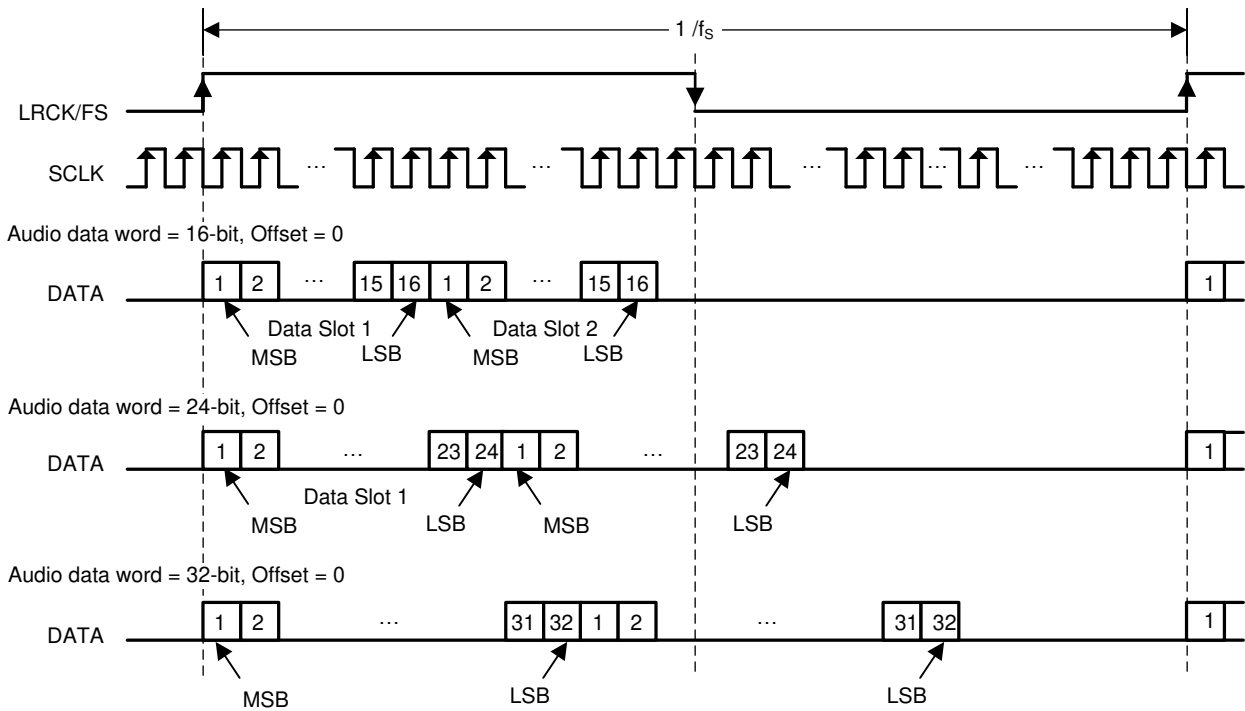 1 /fS
LRCK/FS
SCLK
... ... ... ... ...
Audio data word = 16-bit, Offset = 0
DATA 1 2 ... 15 16 1 2 ... 15 16 1
Data Slot 1 Data Slot 2
MSB LSB MSB LSB
Audio data word = 24-bit, Offset = 0
DATA 1 2 ... 23 24 1 2 ... 23 24 1
Data Slot 1
MSB LSB MSB LSB
Audio data word = 32-bit, Offset = 0
DATA 1 2 ... 31 32 1 2 ... 31 32 1
MSB LSB LSB